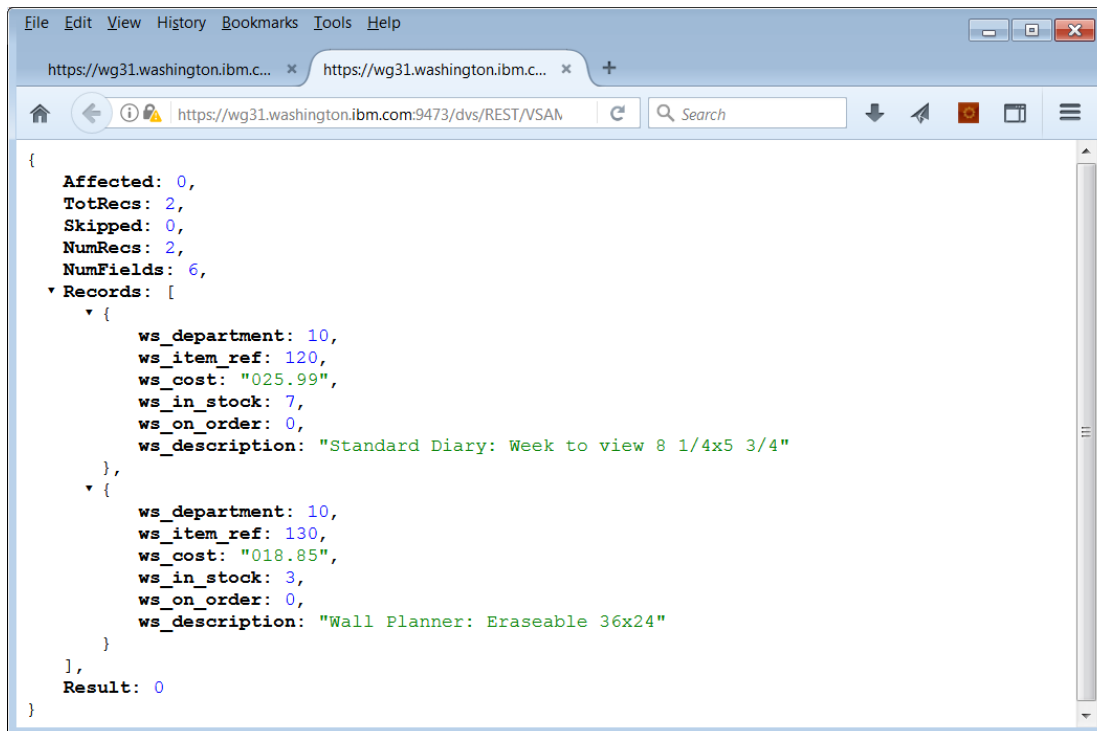 File Edit View History Bookmarks Tools Help
https://wg31.washington.ibm.c... × https://wg31.washington.ibm.c... × +
https://wg31.washington.ibm.com:9473/dvs/REST/VSAM Search
{
Affected: 0,
TotRecs: 2,
Skipped: 0,
NumRecs: 2,
NumFields: 6,
Records: [
{
ws_department: 10,
ws_item_ref: 120,
ws_cost: "025.99",
ws_in_stock: 7,
ws_on_order: 0,
ws_description: "Standard Diary: Week to view 8 1/4x5 3/4"
},
{
ws_department: 10,
ws_item_ref: 130,
ws_cost: "018.85",
ws_in_stock: 3,
ws_on_order: 0,
ws_description: "Wall Planner: Eraseable 36x24"
}
],
Result: 0
}